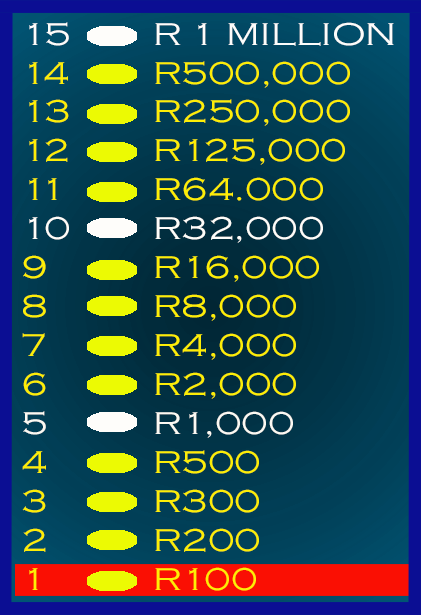 15 R 1 MILLION
14 R500,000
13 R250,000
12 R125,000
11 R64.000
10 R32,000
9 R16,000
8 R8,000
7 R4,000
6 R2,000
5 R1,000
4 R500
3 R300
2 R200
1 R100